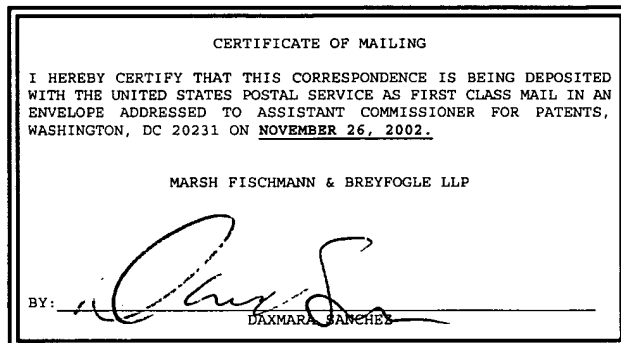 CERTIFICATE OF MAILING
I HEREBY CERTIFY THAT THIS CORRESPONDENCE IS BEING DEPOSITED
WITH THE UNITED STATES POSTAL SERVICE AS FIRST CLASS MAIL IN AN
ENVELOPE ADDRESSED TO ASSISTANT COMMISSIONER FOR PATENTS,
WASHINGTON, DC 20231 ON NOVEMBER 26, 2002.
MARSH FISCHMANN & BREYFOGLE LLP
BY:
DAXMARA SANCHEZ